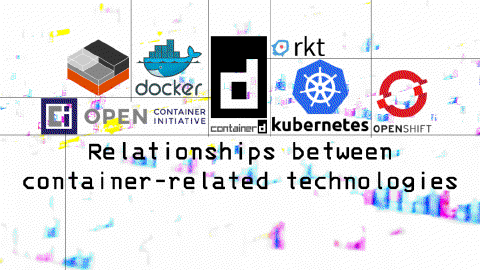 rkt
docker
OPEN CONTAINER INITIATIVE
containerd
kubernetes
OPENSHIFT
Relationships between
container-related technologies